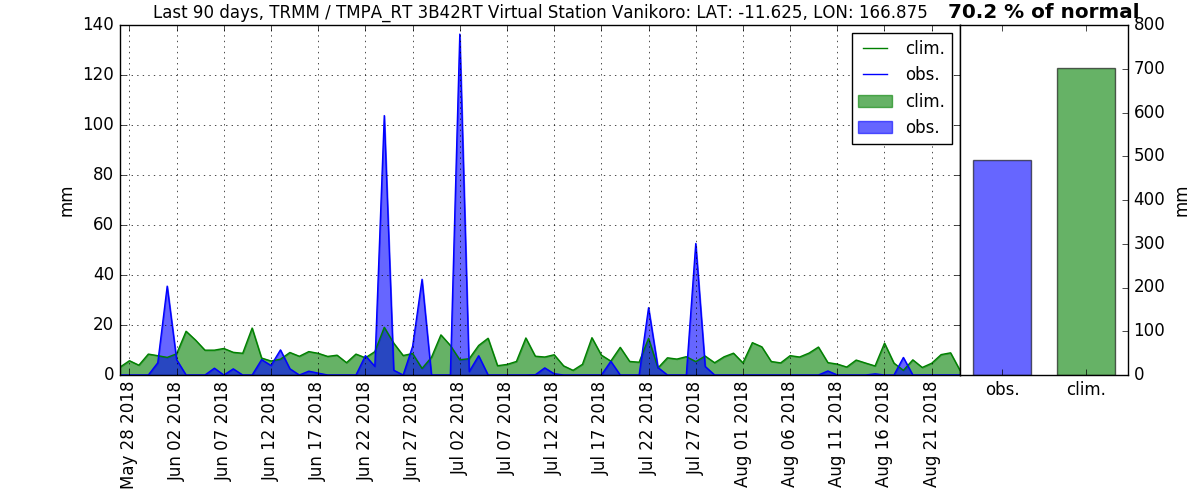 Last 90 days, TRMM / TMPA_RT 3B42RT Virtual Station Vanikoro: LAT: -11.625, LON: 166.875
70.2 % of normal
140
120
100
80
60
40
20
0
mm
clim.
obs.
clim.
obs.
May 28 2018
Jun 02 2018
Jun 07 2018
Jun 12 2018
Jun 17 2018
Jun 22 2018
Jun 27 2018
Jul 02 2018
Jul 07 2018
Jul 12 2018
Jul 17 2018
Jul 22 2018
Jul 27 2018
Aug 01 2018
Aug 06 2018
Aug 11 2018
Aug 16 2018
Aug 21 2018
800
700
600
500
400
300
200
100
0
mm
obs.
clim.